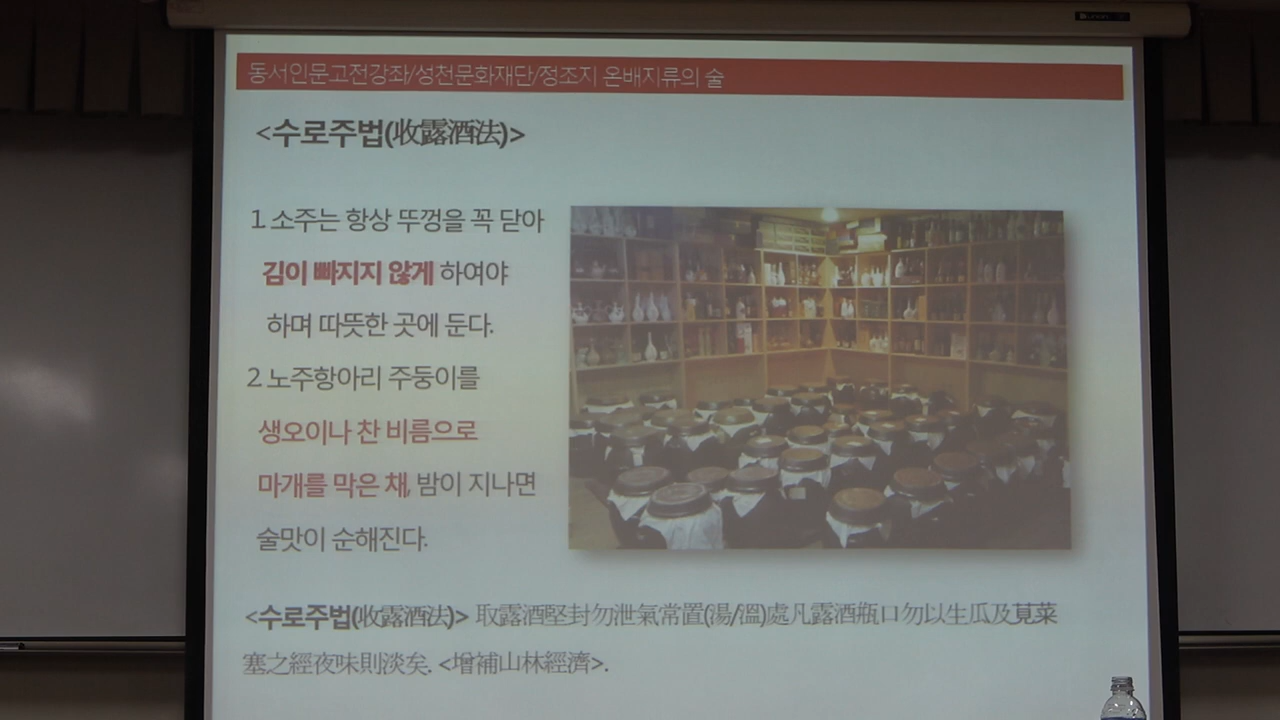 동서인문고전강좌/성천문화재단/정조지 온배지류의 술
<수로주법(收露酒法)>
1. 소주는 항상 뚜껑을 꼭 닫아
김이 빠지지 않게 하여야
하며 따뜻한 곳에 둔다.
2. 노주항아리 주둥이를
생오이나 찬 비름으로
마개를 막은 채, 밤이 지나면
술맛이 순해진다.
<수로주법(收露酒法)> 取露酒堅封勿泄氣常置(湯/溫)處凡露酒瓶口勿以生瓜及莧菜
塞之經夜味則淡矣. <增補山林經濟>.